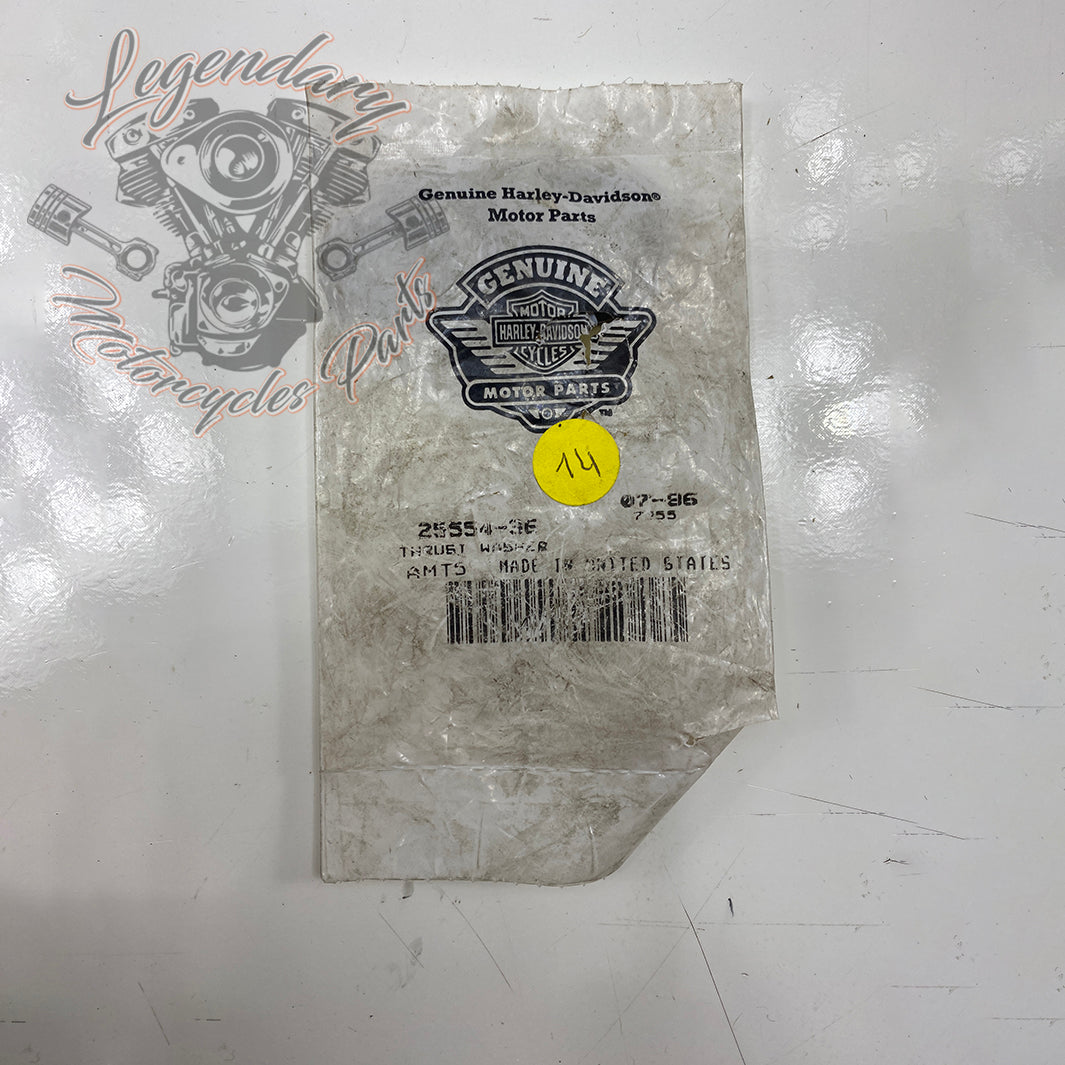 Legendary
Motorcycles Parts
Genuine Harley-Davidson®
Motor Parts
GENUINE
MOTOR
HARLEY-DAVIDSON
CYCLES
MOTOR PARTS
TM
14
07-86
25554-36
THRUST WASHER
AMTS MADE IN UNITED STATES